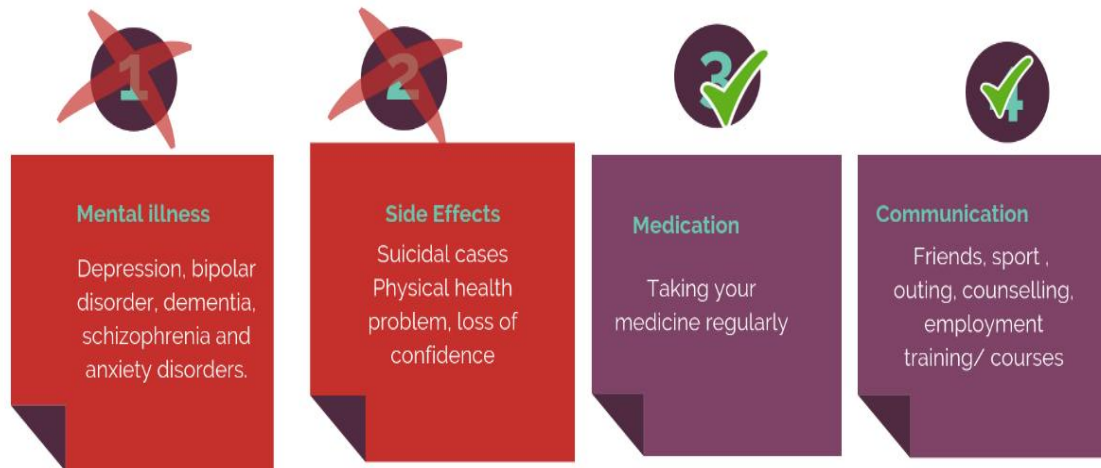 1
2
3
4
Mental illness
Depression, bipolar
disorder, dementia,
schizophrenia and
anxiety disorders.
Side Effects
Suicidal cases
Physical health
problem, loss of
confidence
Medication
Taking your
medicine regularly
Communication
Friends, sport ,
outing, counselling,
employment
training/ courses